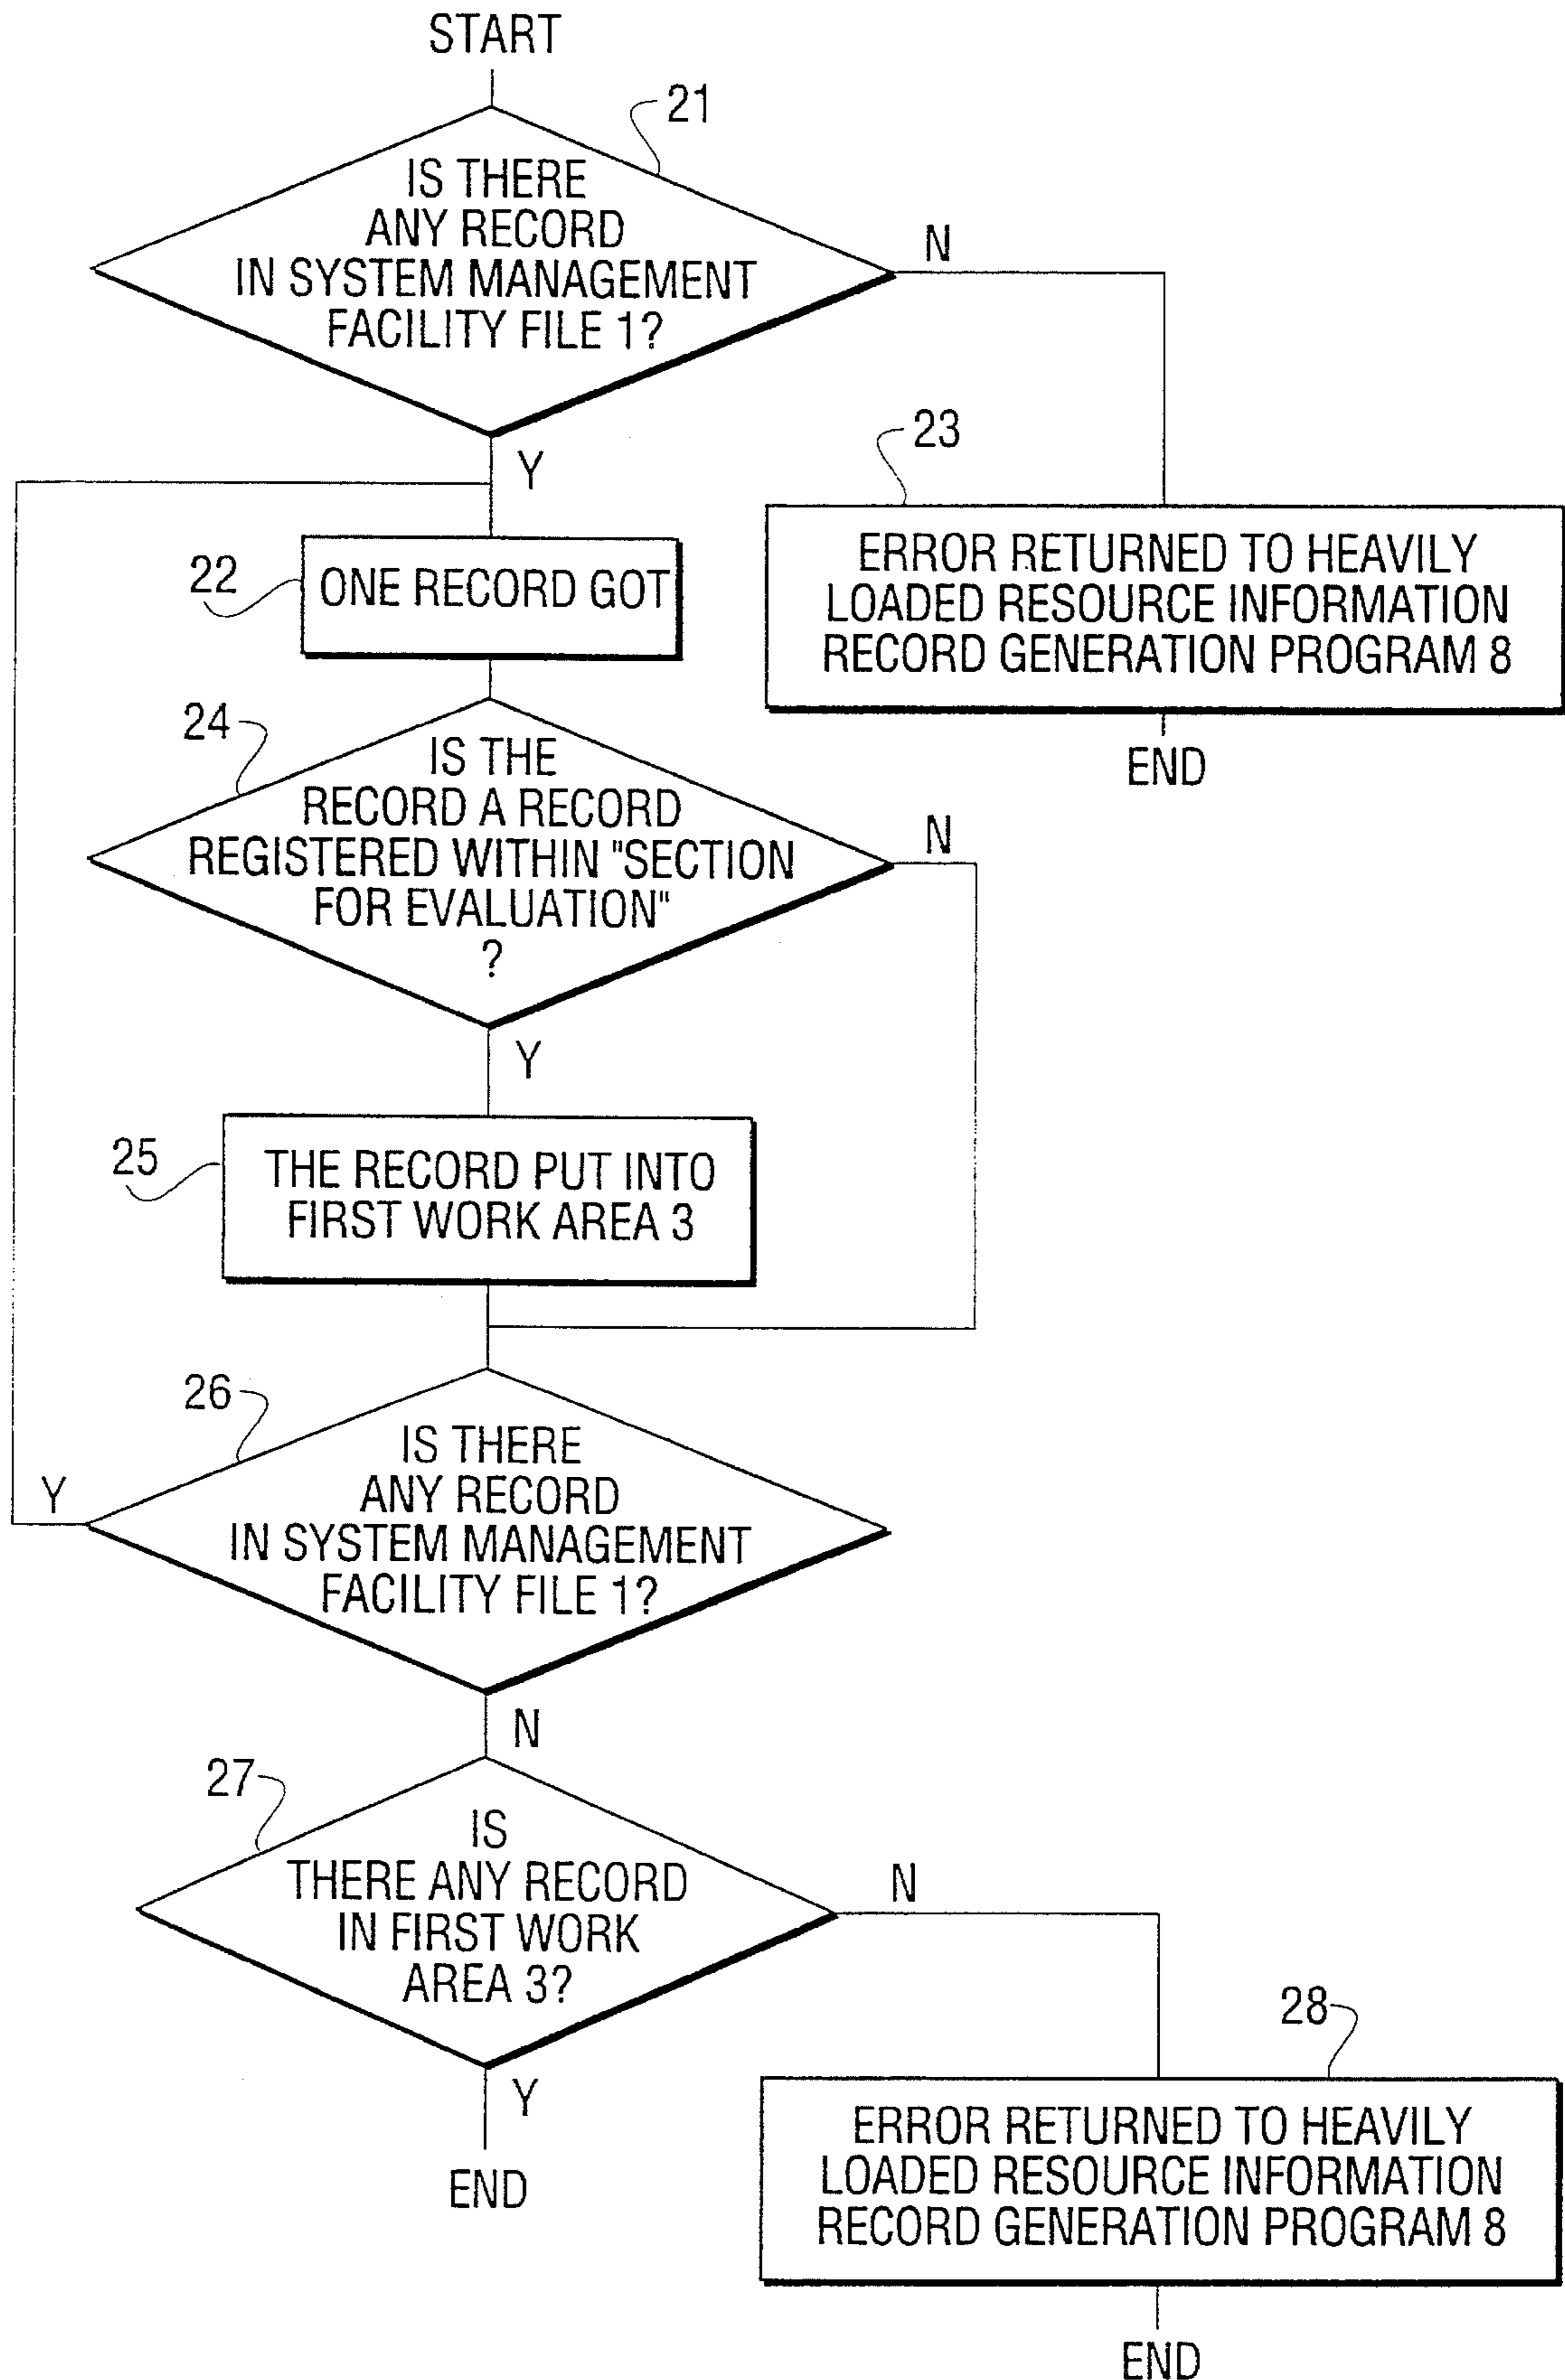 START
21
IS THERE
ANY RECORD
IN SYSTEM MANAGEMENT
FACILITY FILE 1?
N
Y
23
ERROR RETURNED TO HEAVILY
LOADED RESOURCE INFORMATION
RECORD GENERATION PROGRAM 8
END
22
ONE RECORD GOT
24
IS THE
RECORD A RECORD
REGISTERED WITHIN "SECTION
FOR EVALUATION"
?
N
Y
25
THE RECORD PUT INTO
FIRST WORK AREA 3
26
IS THERE
ANY RECORD
IN SYSTEM MANAGEMENT
FACILITY FILE 1?
Y
N
27
IS
THERE ANY RECORD
IN FIRST WORK
AREA 3?
N
Y
END
28
ERROR RETURNED TO HEAVILY
LOADED RESOURCE INFORMATION
RECORD GENERATION PROGRAM 8
END